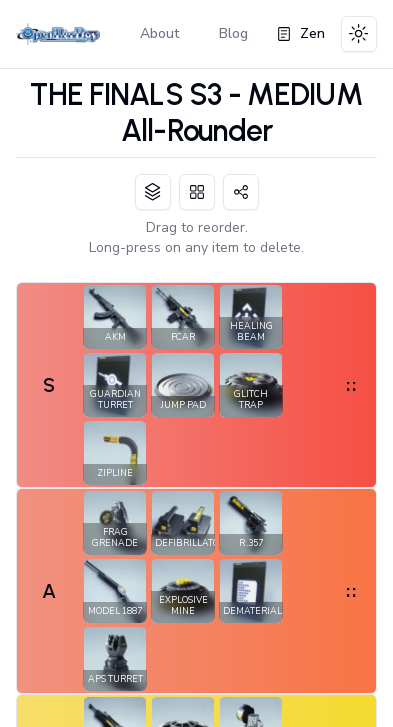 OpenTierBoy
About
Blog
Zen
THE FINALS S3 - MEDIUM
All-Rounder
Drag to reorder.
Long-press on any item to delete.
S
AKM
FCAR
HEALING
BEAM
GUARDIAN
TURRET
JUMP PAD
GLITCH
TRAP
ZIPLINE
::
A
FRAG
GRENADE
DEFIBRILLATO
R.357
MODEL 1887
EXPLOSIVE
MINE
DEMATERIAL
APS TURRET
::